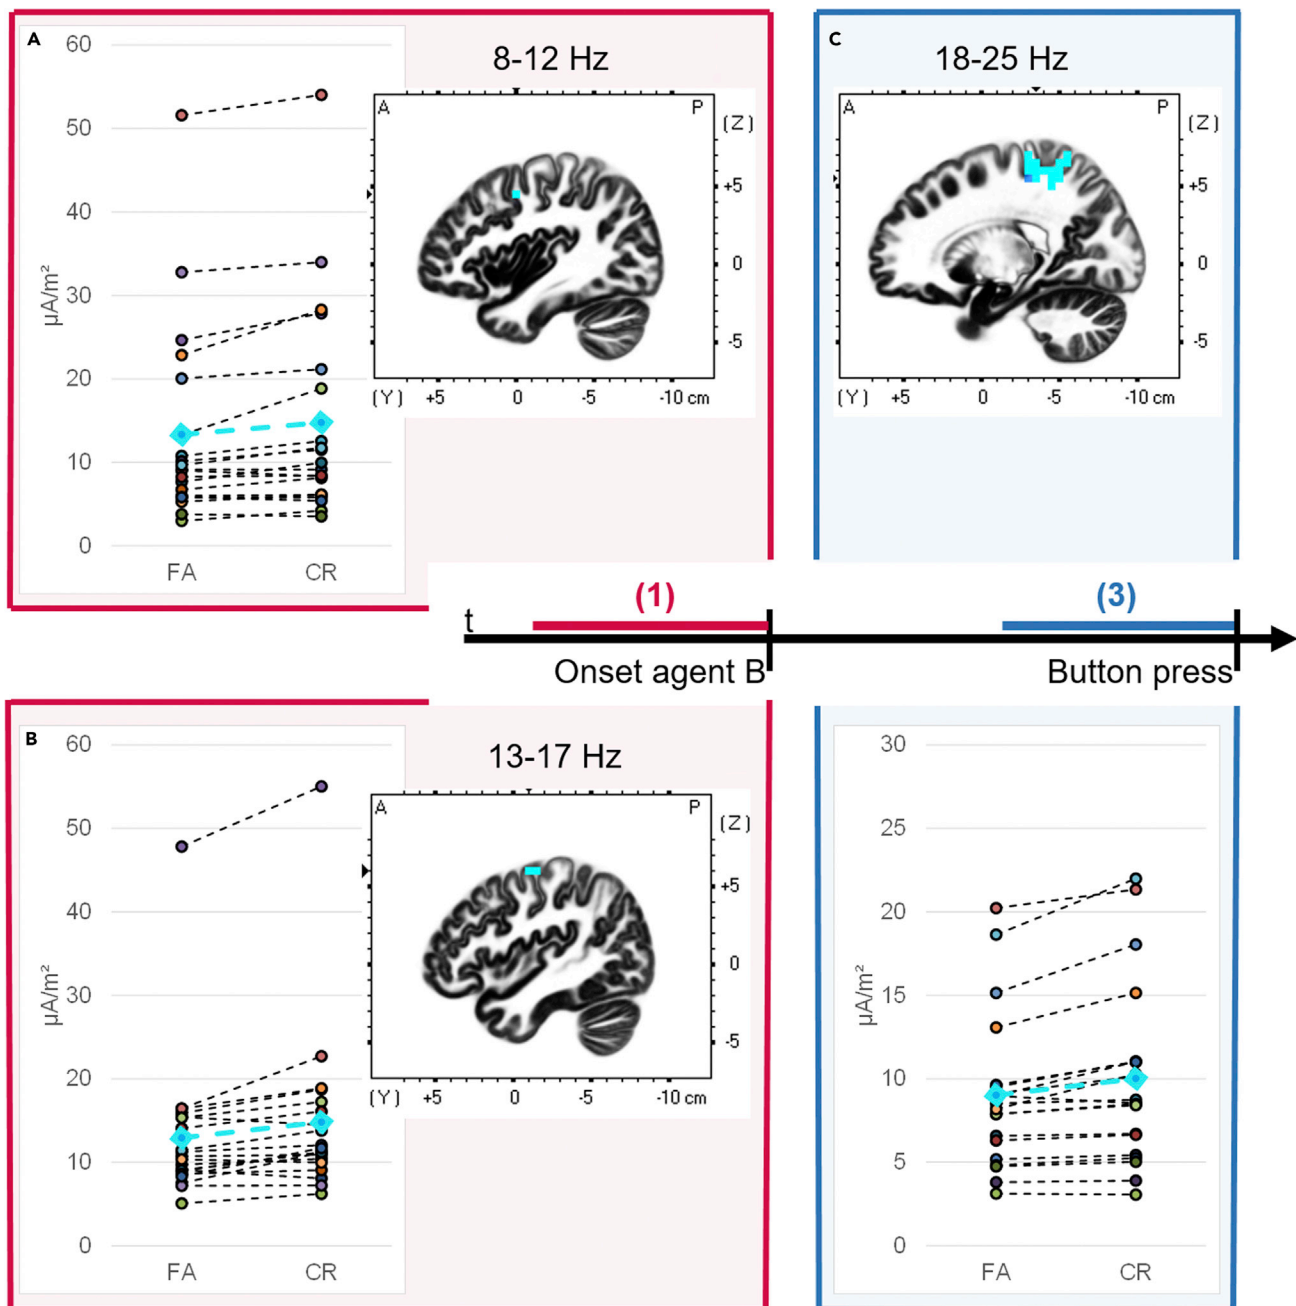 A
8-12 Hz
60
50
40
30
20
10
0
µA/m²
FA CR
A P
(Z)
+5
0
-5
(Y) +5 0 -5 -10 cm
C
18-25 Hz
A P
(Z)
+5
0
-5
(Y) +5 0 -5 -10 cm
t
(1)
(3)
Onset agent B
Button press
B
13-17 Hz
60
50
40
30
20
10
0
µA/m²
FA CR
A P
(Z)
+5
0
-5
(Y) +5 0 -5 -10 cm
30
25
20
15
10
5
0
µA/m²
FA CR